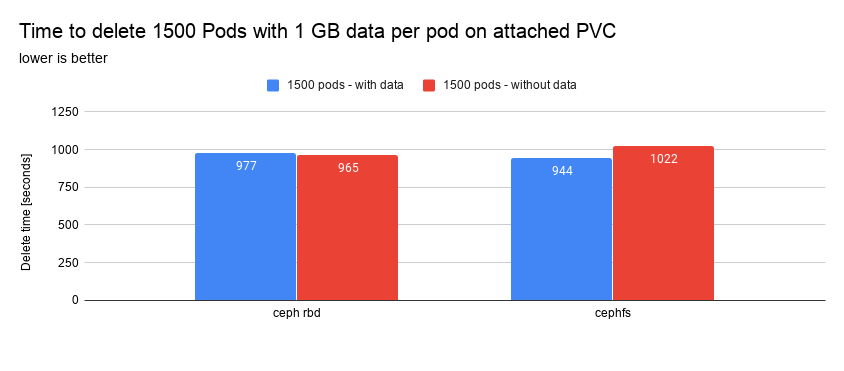 Time to delete 1500 Pods with 1 GB data per pod on attached PVC
lower is better
1500 pods - with data
1500 pods - without data
Delete time [seconds]
1250
1000
750
500
250
0
977
965
944
1022
ceph rbd
cephfs